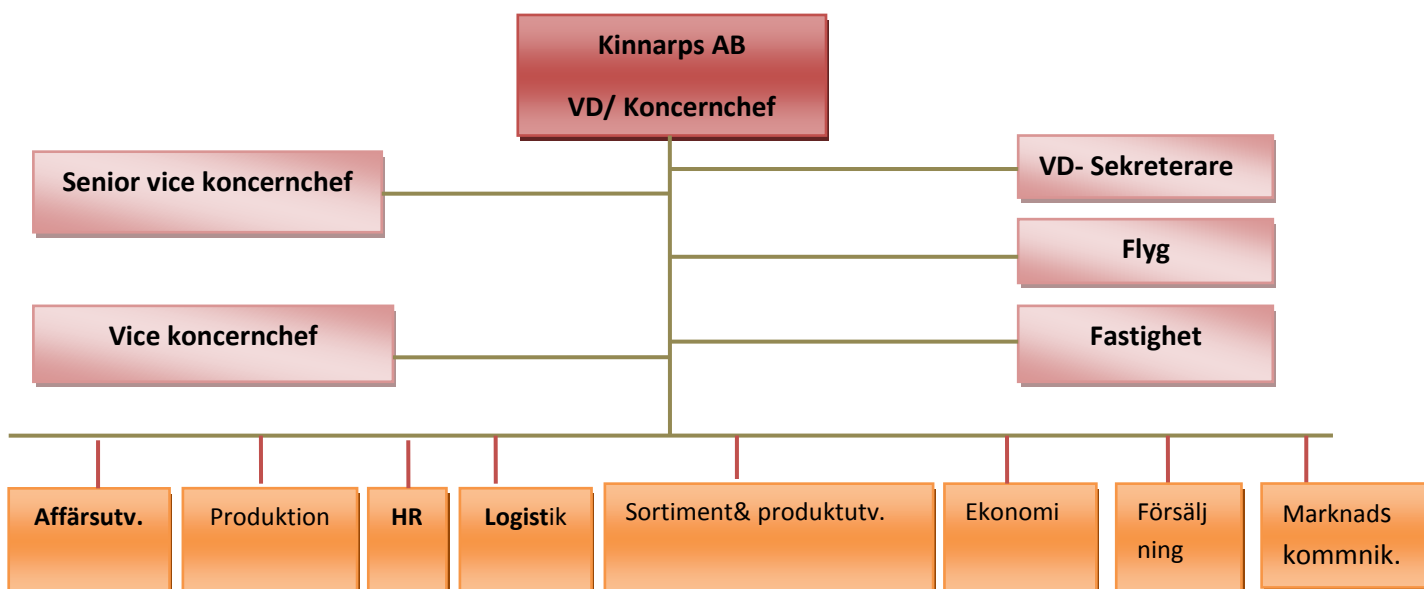 Kinnarps AB
VD/ Koncernchef
Senior vice koncernchef
VD- Sekreterare
Flyg
Vice koncernchef
Fastighet
Affärsutv.
Produktion
HR
Logistik
Sortiment& produktutv.
Ekonomi
Försälj
ning
Marknads
kommnik.